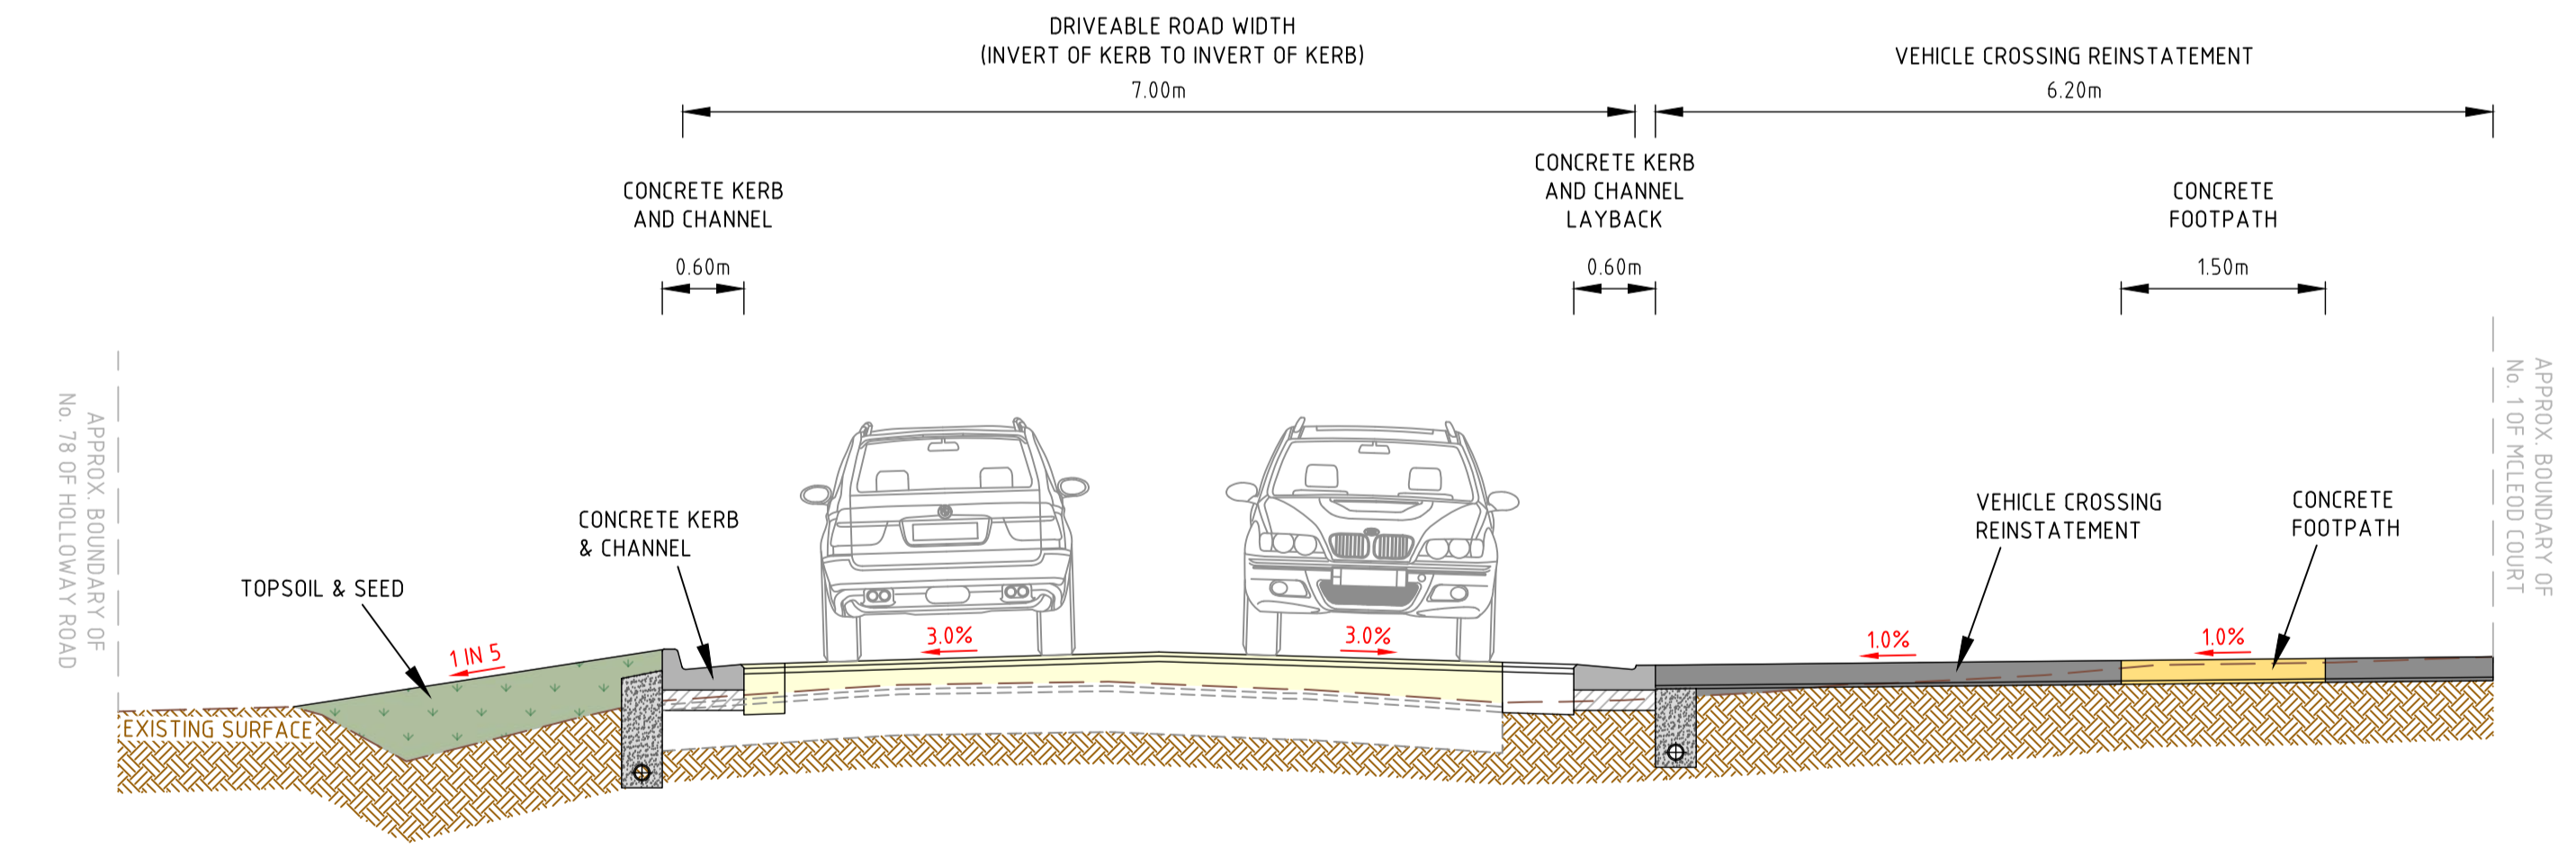 DRIVEABLE ROAD WIDTH
(INVERT OF KERB TO INVERT OF KERB)
7.00m
VEHICLE CROSSING REINSTATEMENT
6.20m
CONCRETE KERB
AND CHANNEL
0.60m
CONCRETE KERB
AND CHANNEL
LAYBACK
0.60m
CONCRETE
FOOTPATH
1.50m
APPROX. BOUNDARY OF
No. 78 OF HOLLOWAY ROAD
APPROX. BOUNDARY OF
No. 1 OF MCLEOD COURT
TOPSOIL & SEED
CONCRETE KERB
& CHANNEL
VEHICLE CROSSING
REINSTATEMENT
CONCRETE
FOOTPATH
1 IN 5
3.0%
3.0%
1.0%
1.0%
EXISTING SURFACE